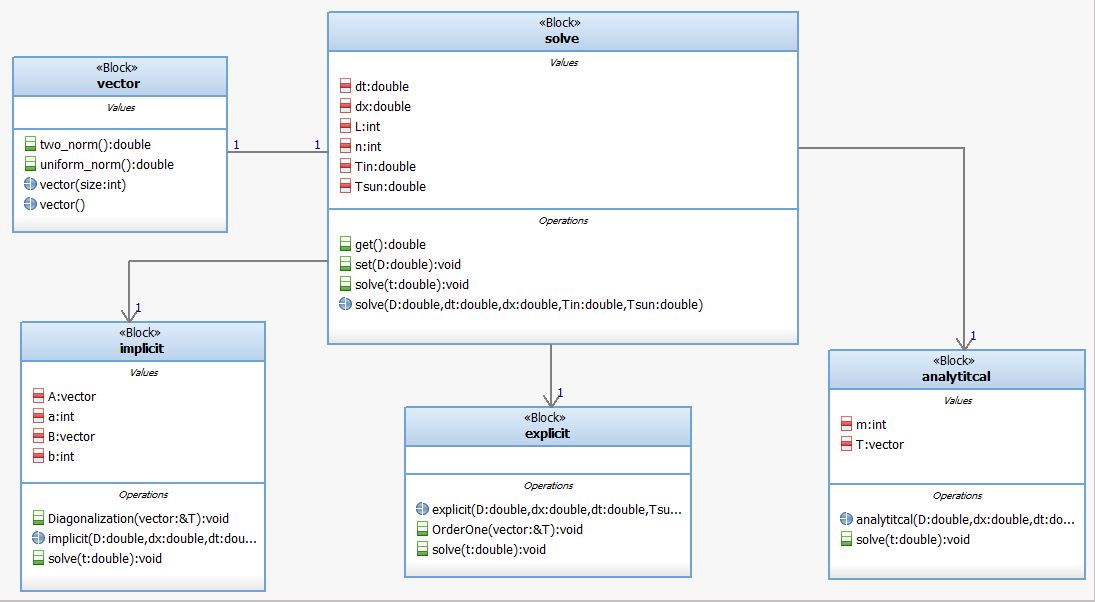 «Block»
vector
Values
two_norm():double
uniform_norm():double
vector(size:int)
vector()
1
1
«Block»
solve
Values
dt:double
dx:double
L:int
n:int
Tin:double
Tsun:double
Operations
get():double
set(D:double):void
solve(t:double):void
solve(D:double,dt:double,dx:double,Tin:double,Tsun:double)
1
«Block»
implicit
Values
A:vector
a:int
B:vector
b:int
Operations
Diagonalization(vector:&T):void
implicit(D:double,dx:double,dt:dou...
solve(t:double):void
1
«Block»
explicit
Operations
explicit(D:double,dx:double,dt:double,Tsu...
OrderOne(vector:&T):void
solve(t:double):void
1
«Block»
analytitcal
Values
m:int
T:vector
Operations
analytitcal(D:double,dx:double,dt:do...
solve(t:double):void